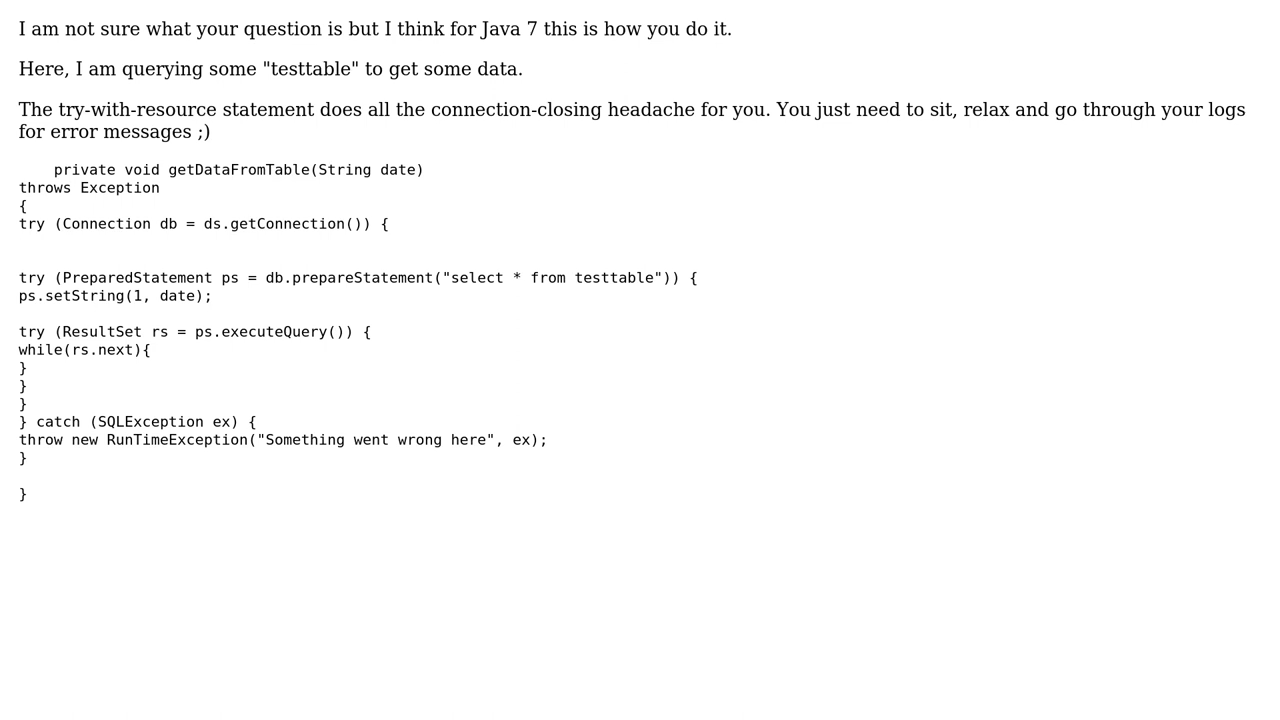 I am not sure what your question is but I think for Java 7 this is how you do it.
Here, I am querying some "testtable" to get some data.
The try-with-resource statement does all the connection-closing headache for you. You just need to sit, relax and go through your logs
for error messages ;)
    private void getDataFromTable(String date)
throws Exception
{
try (Connection db = ds.getConnection()) {
try (PreparedStatement ps = db.prepareStatement("select * from testtable")) {
ps.setString(1, date);
try (ResultSet rs = ps.executeQuery()) {
while(rs.next){
}
}
}
} catch (SQLException ex) {
throw new RunTimeException("Something went wrong here", ex);
}
}